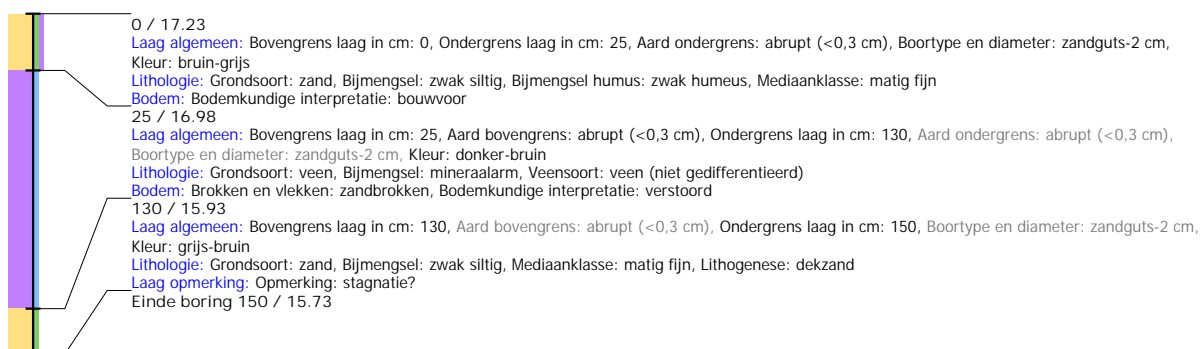 0 / 17.23
Laag algemeen: Bovengrens laag in cm: 0, Ondergrens laag in cm: 25, Aard ondergrens: abrupt (<0,3 cm), Boortype en diameter: zandguts-2 cm,
Kleur: bruin-grijs
Lithologie: Grondsoort: zand, Bijmengsel: zwak siltig, Bijmengsel humus: zwak humeus, Mediaanklasse: matig fijn
Bodem: Bodemkundige interpretatie: bouwvoor
25 / 16.98
Laag algemeen: Bovengrens laag in cm: 25, Aard bovengrens: abrupt (<0,3 cm), Ondergrens laag in cm: 130, Aard ondergrens: abrupt (<0,3 cm),
Boortype en diameter: zandguts-2 cm, Kleur: donker-bruin
Lithologie: Grondsoort: veen, Bijmengsel: mineraalarm, Veensoort: veen (niet gedifferentieerd)
Bodem: Brokken en vlekken: zandbrokken, Bodemkundige interpretatie: verstoord
130 / 15.93
Laag algemeen: Bovengrens laag in cm: 130, Aard bovengrens: abrupt (<0,3 cm), Ondergrens laag in cm: 150, Boortype en diameter: zandguts-2 cm,
Kleur: grijs-bruin
Lithologie: Grondsoort: zand, Bijmengsel: zwak siltig, Mediaanklasse: matig fijn, Lithogenese: dekzand
Laag opmerking: Opmerking: stagnatie?
Einde boring 150 / 15.73